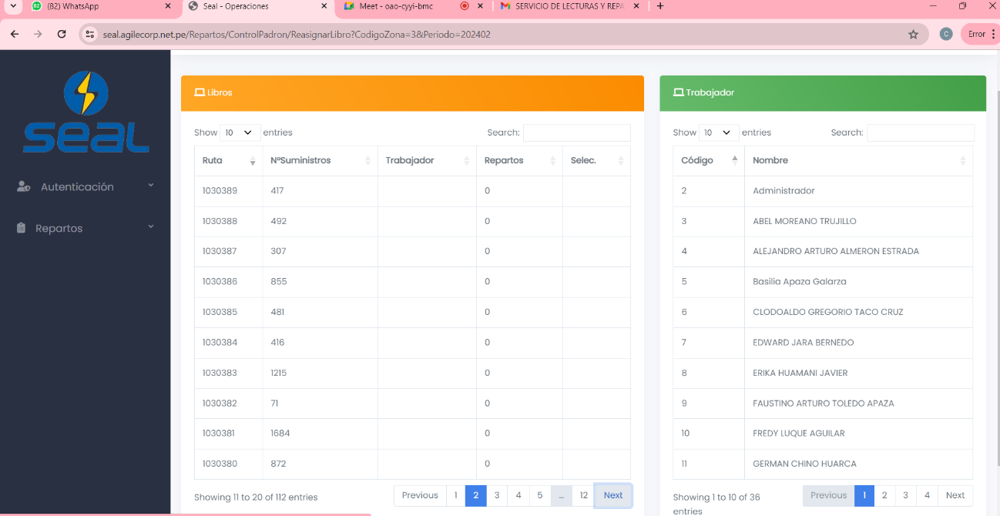 (82) WhatsApp
Seal - Operaciones
Meet - oao-cyyi-bmc
SERVICIO DE LECTURAS Y REPA
seal.agilecorp.net.pe/Repartos/ControlPadron/ReasignarLibro?CodigoZona=3&Periodo=202402
C
Error
seaL
Autenticación
Repartos
Libros
Show 10 entries
Search:
Ruta N°Suministros Trabajador Repartos Selec.
1030389 417 0
1030388 492 0
1030387 307 0
1030386 855 0
1030385 481 0
1030384 416 0
1030383 1215 0
1030382 71 0
1030381 1684 0
1030380 872 0
Showing 11 to 20 of 112 entries
Previous 1 2 3 4 5 ... 12 Next
Trabajador
Show 10 entries
Search:
Código Nombre
2 Administrador
3 ABEL MOREANO TRUJILLO
4 ALEJANDRO ARTURO ALMERON ESTRADA
5 Basilia Apaza Galarza
6 CLODOALDO GREGORIO TACO CRUZ
7 EDWARD JARA BERNEDO
8 ERIKA HUAMANI JAVIER
9 FAUSTINO ARTURO TOLEDO APAZA
10 FREDY LUQUE AGUILAR
11 GERMAN CHINO HUARCA
Showing 1 to 10 of 36
entries
Previous 1 2 3 4 Next